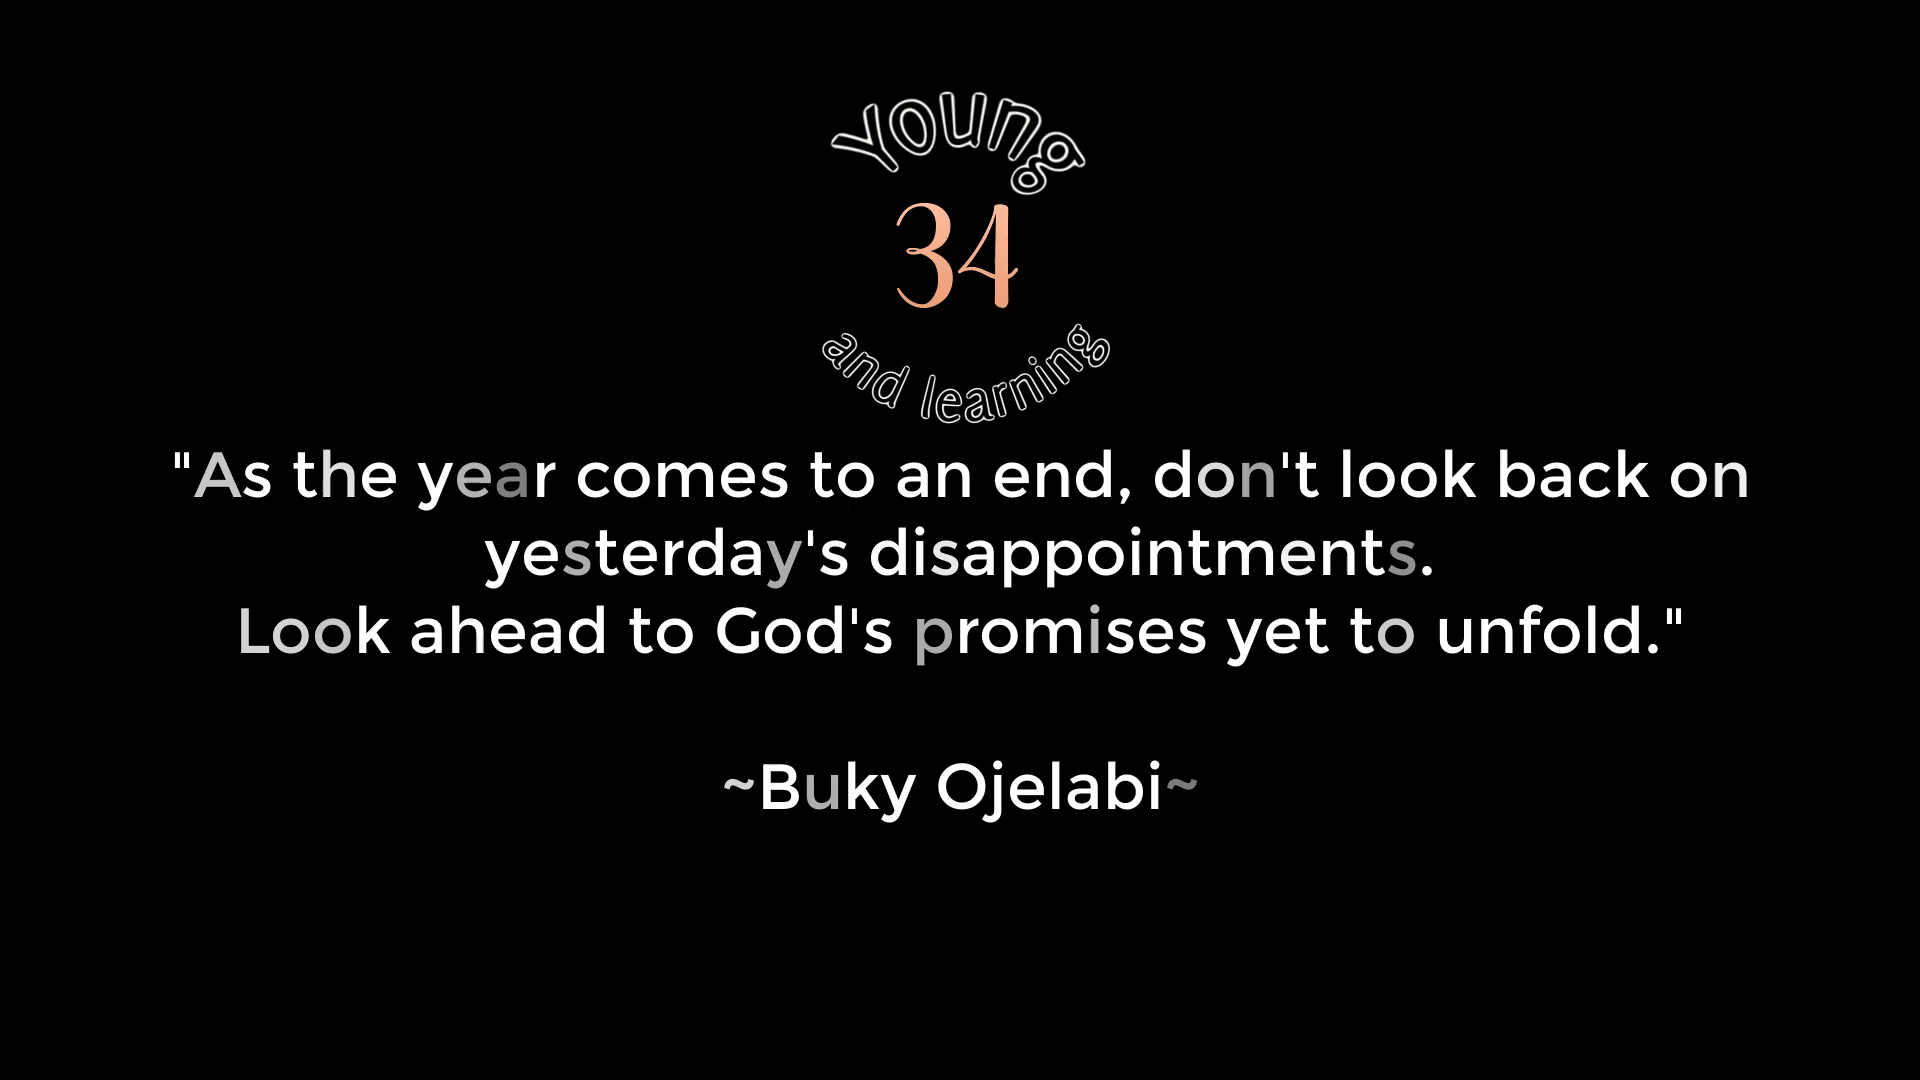 Young
34
and learning
"As the year comes to an end, don't look back on
yesterday's disappointments.
Look ahead to God's promises yet to unfold."
~Buky Ojelabi~